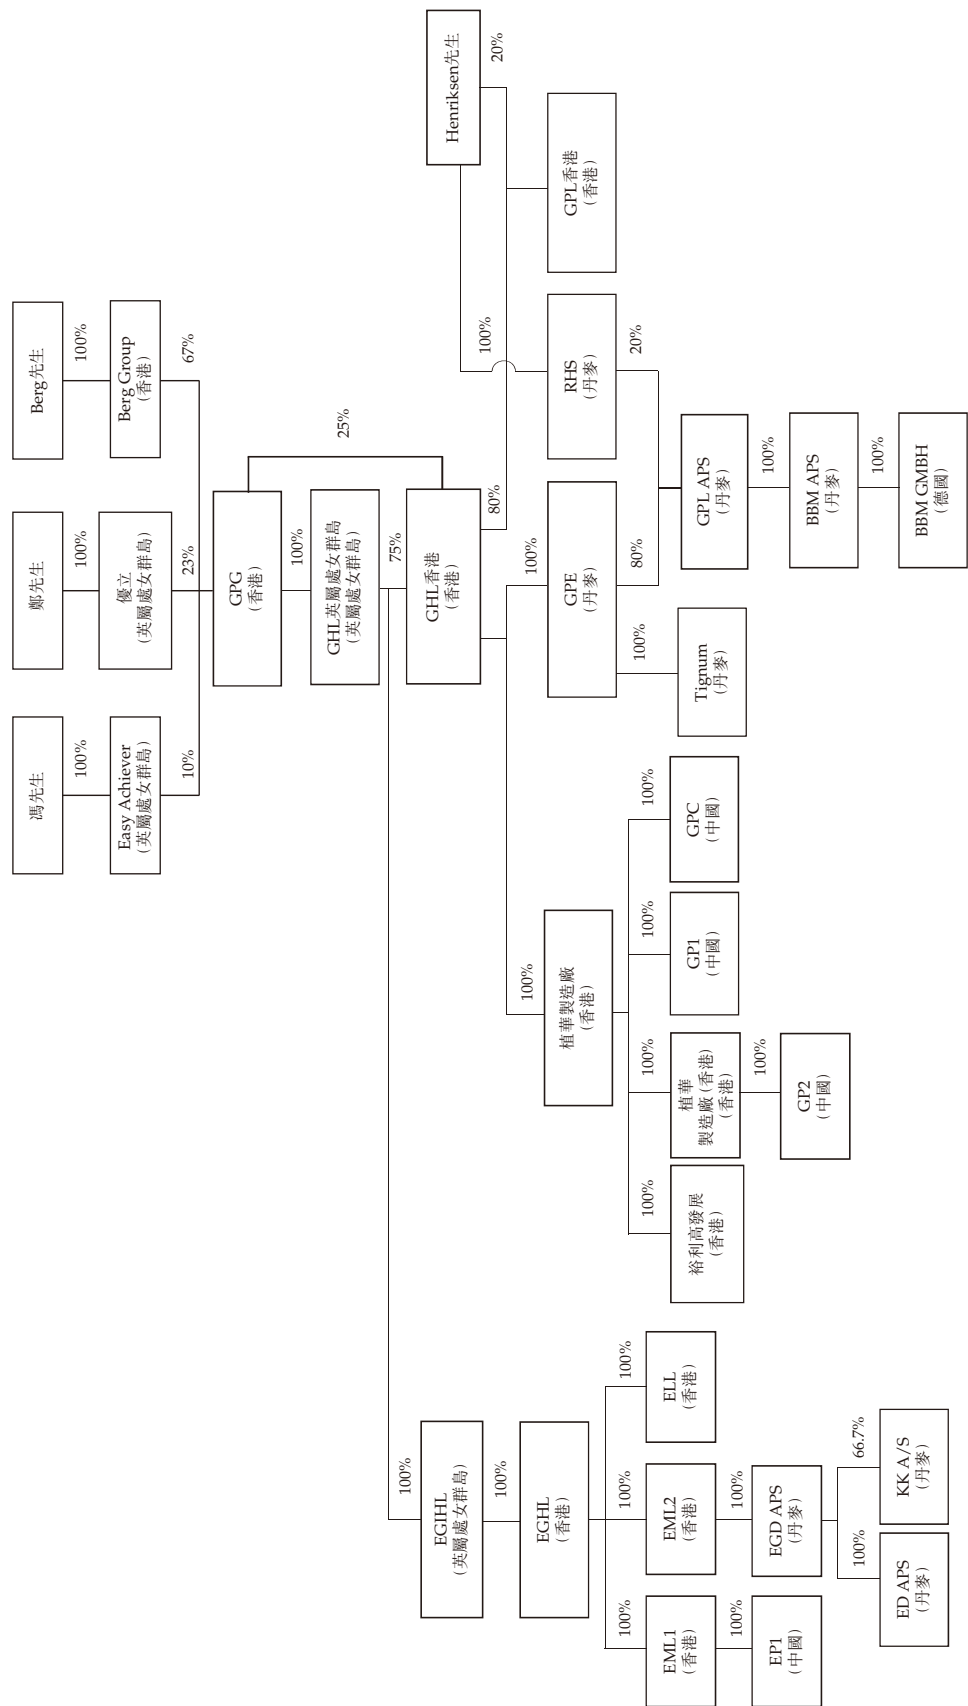 馮先生
鄭先生
Berg先生
100%
100%
100%
Easy Achiever
(英屬處女群島)
優立
(英屬處女群島)
Berg Group
(香港)
10%
23%
67%
GPG
(香港)
100%
25%
GHL英屬處女群島
(英屬處女群島)
75%
100%
EGIHL
(英屬處女群島)
GHL香港
(香港)
Henriksen先生
100%
80%
20%
EGHL
(香港)
100%
100%
100%
植華製造廠
(香港)
GPE
(丹麥)
RHS
(丹麥)
GPL香港
(香港)
100%
100%
100%
100%
100%
100%
100%
100%
80%
20%
EML1
(香港)
EML2
(香港)
ELL
(香港)
裕利高發展
(香港)
植華
製造廠(香港)
(香港)
GP1
(中國)
GPC
(中國)
Tignum
(丹麥)
GPL APS
(丹麥)
100%
100%
100%
100%
EP1
(中國)
EGD APS
(丹麥)
GP2
(中國)
BBM APS
(丹麥)
100%
66.7%
100%
ED APS
(丹麥)
KK A/S
(丹麥)
BBM GMBH
(德國)